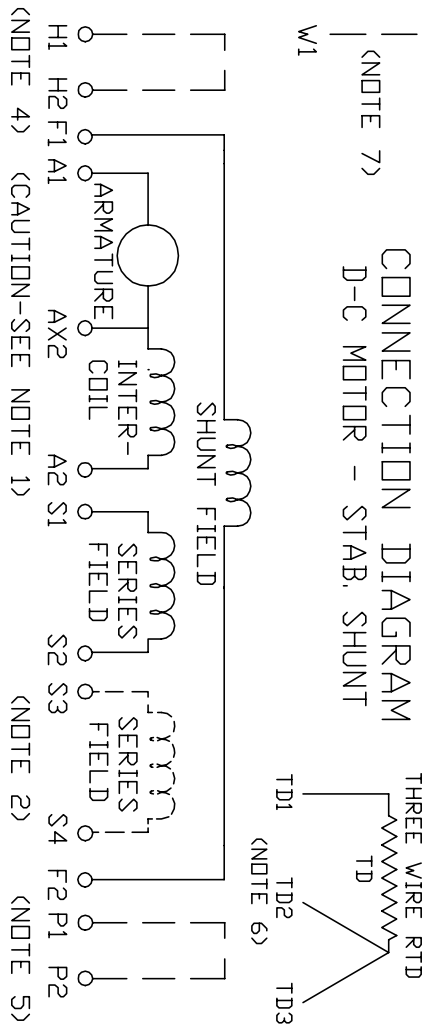 CONNECTION DIAGRAM
D-C MOTOR - STAB. SHUNT
W1
(NOTE 7)
THREE WIRE RTD
TD
TD1 TD2 TD3
(NOTE 6)
SHUNT FIELD
ARMATURE
INTER-
COIL
SERIES
FIELD
SERIES
FIELD
H1 H2 F1 A1 AX2 A2 S1 S2 S3 S4 F2 P1 P2
(NOTE 4) (CAUTION-SEE NOTE 1) (NOTE 2) (NOTE 5)